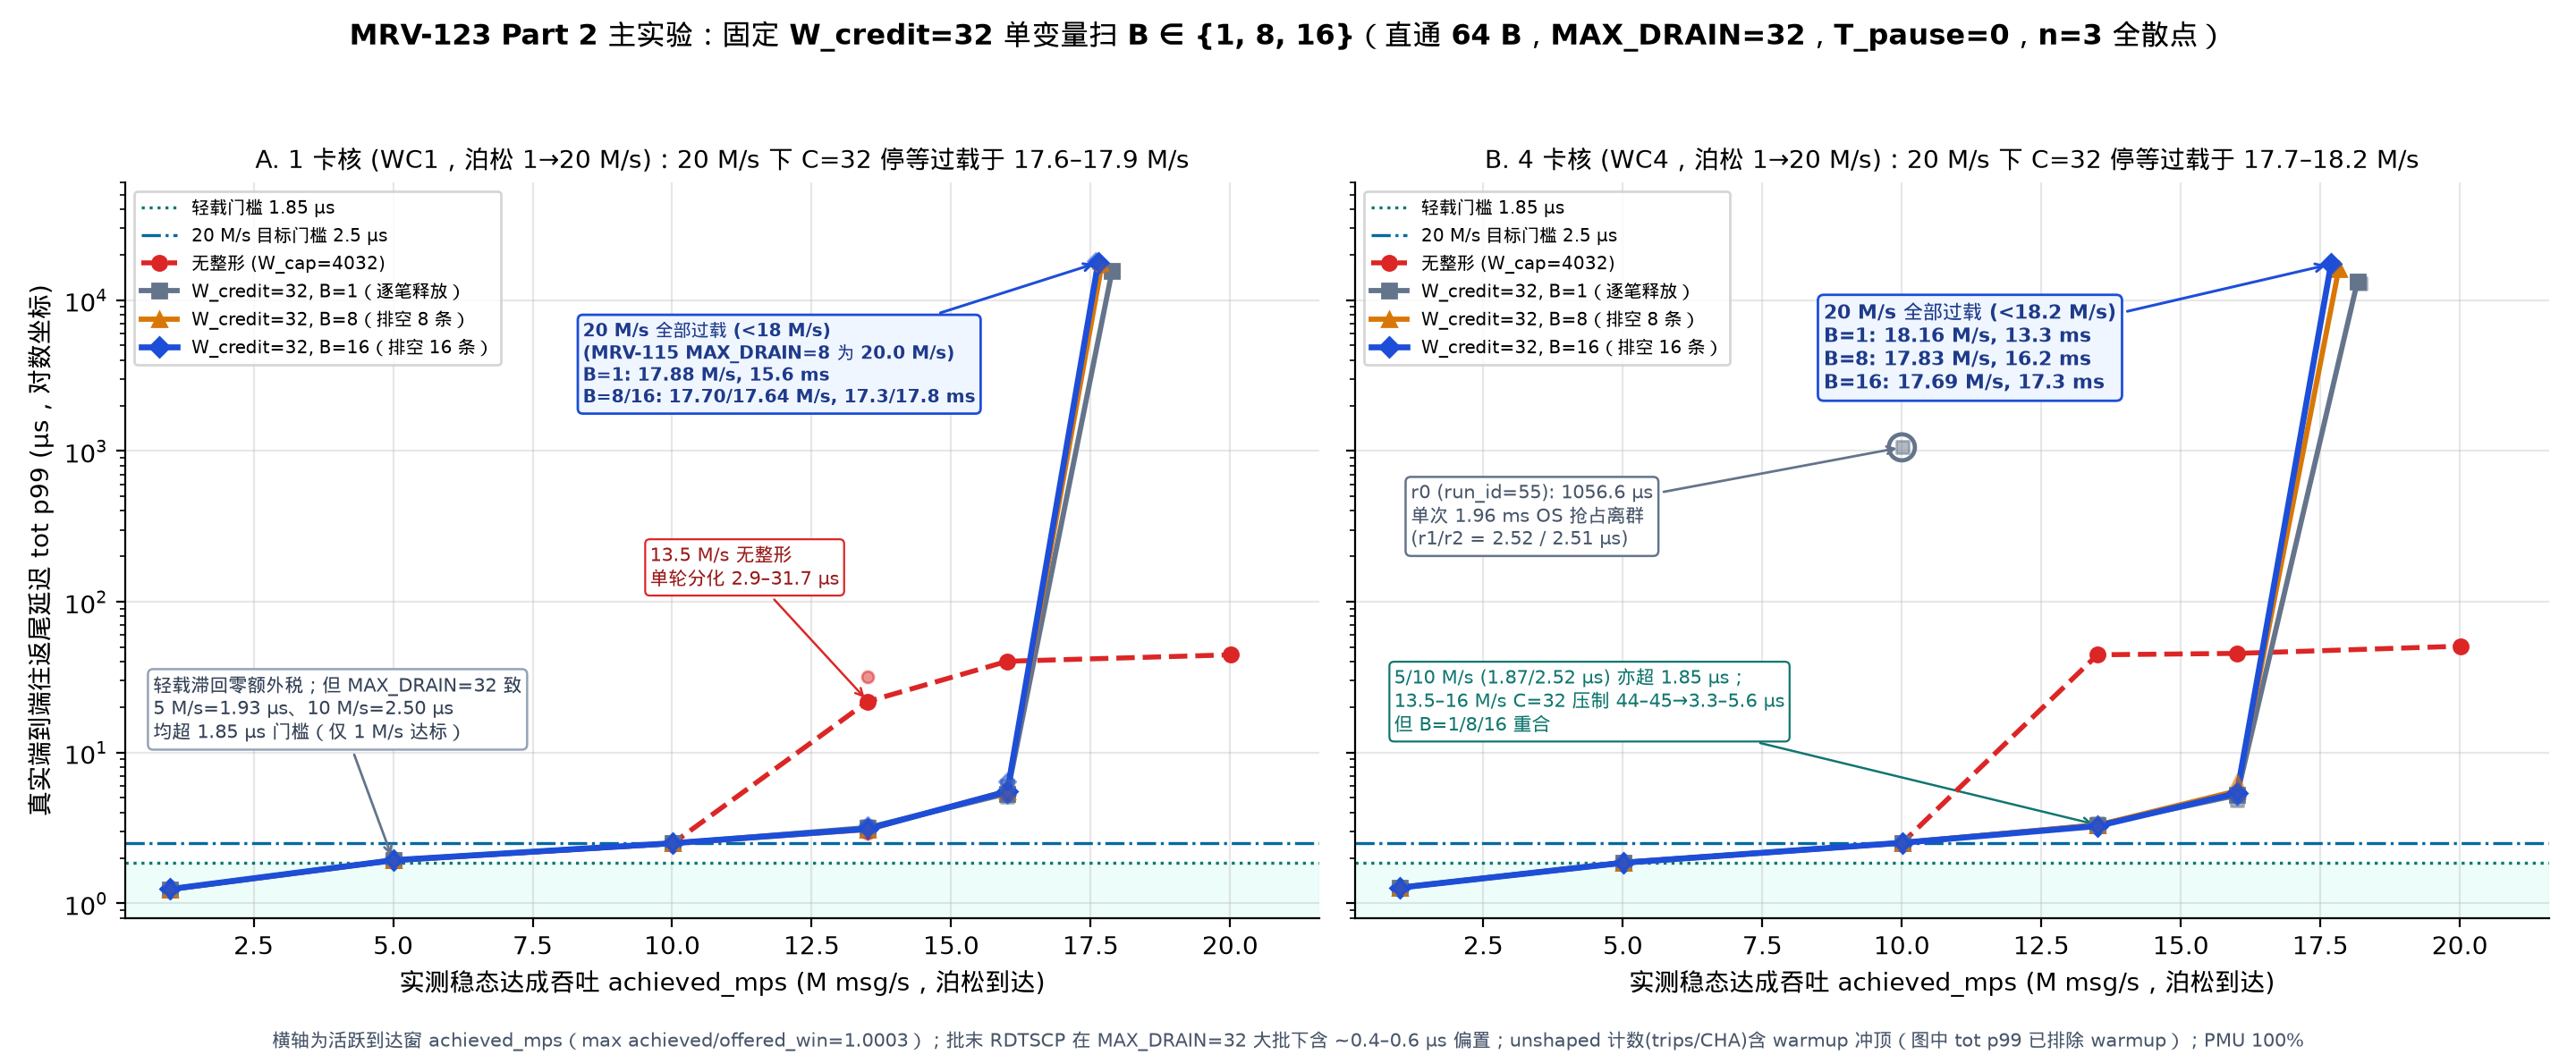 MRV-123 Part 2 主实验：固定 W_credit=32 单变量扫 B ∈ {1, 8, 16}（直通 64 B，MAX_DRAIN=32，T_pause=0，n=3 全散点）
A. 1 卡核 (WC1，泊松 1→20 M/s)：20 M/s 下 C=32 停等过载于 17.6–17.9 M/s
真实端到端往返尾延迟 tot p99 (µs，对数坐标)
10⁴
10³
10²
10¹
10⁰
轻载门槛 1.85 µs
20 M/s 目标门槛 2.5 µs
无整形 (W_cap=4032)
W_credit=32, B=1（逐笔释放）
W_credit=32, B=8（排空 8 条）
W_credit=32, B=16（排空 16 条）
20 M/s 全部过载 (<18 M/s)
(MRV-115 MAX_DRAIN=8 为 20.0 M/s)
B=1: 17.88 M/s, 15.6 ms
B=8/16: 17.70/17.64 M/s, 17.3/17.8 ms
13.5 M/s 无整形
单轮分化 2.9–31.7 µs
轻载滞回零额外税；但 MAX_DRAIN=32 致
5 M/s=1.93 µs、10 M/s=2.50 µs
均超 1.85 µs 门槛（仅 1 M/s 达标）
2.5 5.0 7.5 10.0 12.5 15.0 17.5 20.0
实测稳态达成吞吐 achieved_mps (M msg/s，泊松到达)
B. 4 卡核 (WC4，泊松 1→20 M/s)：20 M/s 下 C=32 停等过载于 17.7–18.2 M/s
轻载门槛 1.85 µs
20 M/s 目标门槛 2.5 µs
无整形 (W_cap=4032)
W_credit=32, B=1（逐笔释放）
W_credit=32, B=8（排空 8 条）
W_credit=32, B=16（排空 16 条）
20 M/s 全部过载 (<18.2 M/s)
B=1: 18.16 M/s, 13.3 ms
B=8: 17.83 M/s, 16.2 ms
B=16: 17.69 M/s, 17.3 ms
r0 (run_id=55): 1056.6 µs
单次 1.96 ms OS 抢占离群
(r1/r2 = 2.52 / 2.51 µs)
5/10 M/s (1.87/2.52 µs) 亦超 1.85 µs；
13.5–16 M/s C=32 压制 44–45→3.3–5.6 µs
但 B=1/8/16 重合
2.5 5.0 7.5 10.0 12.5 15.0 17.5 20.0
实测稳态达成吞吐 achieved_mps (M msg/s，泊松到达)
横轴为活跃到达窗 achieved_mps（max achieved/offered_win=1.0003）；批末 RDTSCP 在 MAX_DRAIN=32 大批下含 ~0.4–0.6 µs 偏置；unshaped 计数(trips/CHA)含 warmup 冲顶（图中 tot p99 已排除 warmup）；PMU 100%